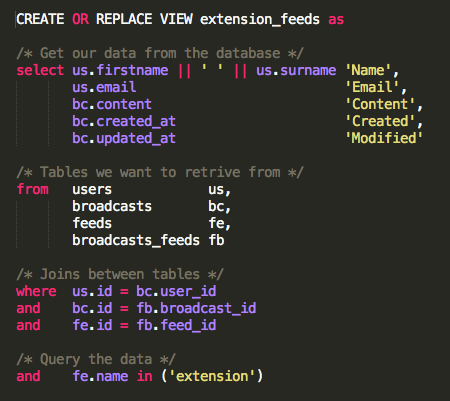 CREATE OR REPLACE VIEW extension_feeds as
/* Get our data from the database */
select us.firstname || ' ' || us.surname 'Name',
us.email 'Email',
bc.content 'Content',
bc.created_at 'Created',
bc.updated_at 'Modified'
/* Tables we want to retrive from */
from users us,
broadcasts bc,
feeds fe,
broadcasts_feeds fb
/* Joins between tables */
where us.id = bc.user_id
and bc.id = fb.broadcast_id
and fe.id = fb.feed_id
/* Query the data */
and fe.name in ('extension')